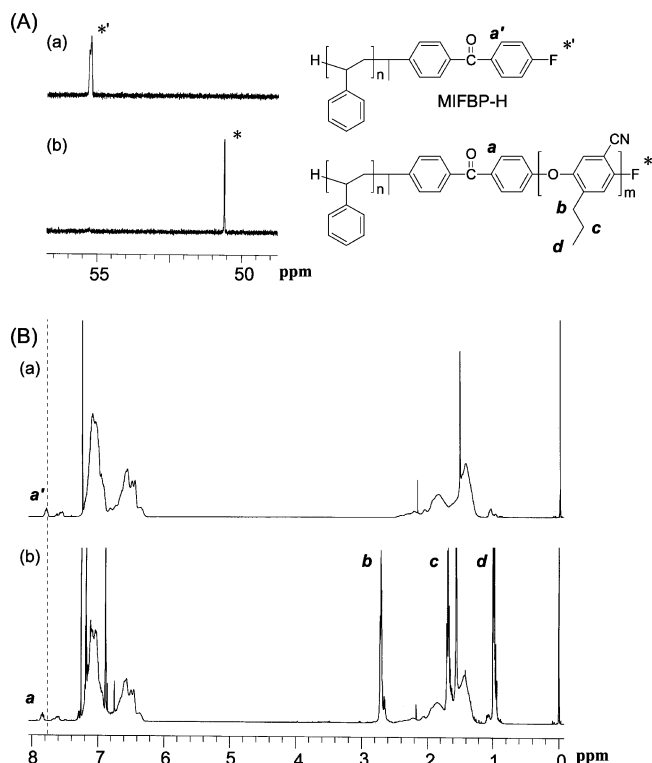 (A)
(a)
*'
a'
O
H
[ ]n
C
F *'
MIFBP-H
(b)
*
CN
O
a
H
[ ]n
C
O
[ ]m
F *
b
c
d
55 50 ppm
(B)
(a)
a'
(b)
b c d
a
8 7 6 5 4 3 2 1 0 ppm